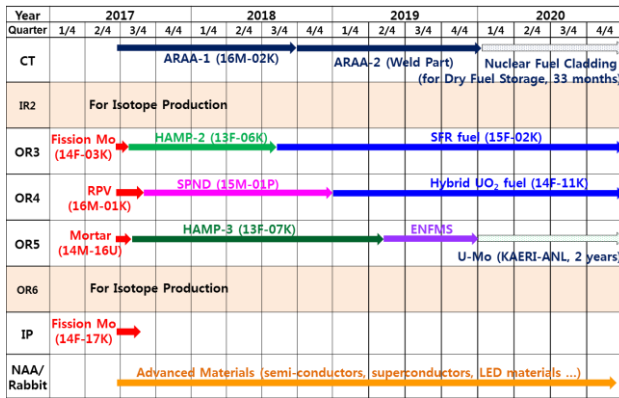 Year 2017 2018 2019 2020
Quarter 1/4 2/4 3/4 4/4 1/4 2/4 3/4 4/4 1/4 2/4 3/4 4/4 1/4 2/4 3/4 4/4
CT ARAA-1 (16M-02K) ARAA-2 (Weld Part) Nuclear Fuel Cladding
(for Dry Fuel Storage, 33 months)
IR2 For Isotope Production
OR3 Fission Mo HAMP-2 (13F-06K) SFR fuel (15F-02K)
(14F-03K)
OR4 RPV SPND (15M-01P) Hybrid UO₂ fuel (14F-11K)
(16M-01K)
OR5 Mortar HAMP-3 (13F-07K) ENFMS
(14M-16U) U-Mo (KAERI-ANL, 2 years)
OR6 For Isotope Production
IP Fission Mo
(14F-17K)
NAA/ Advanced Materials (semi-conductors, superconductors, LED materials ...)
Rabbit